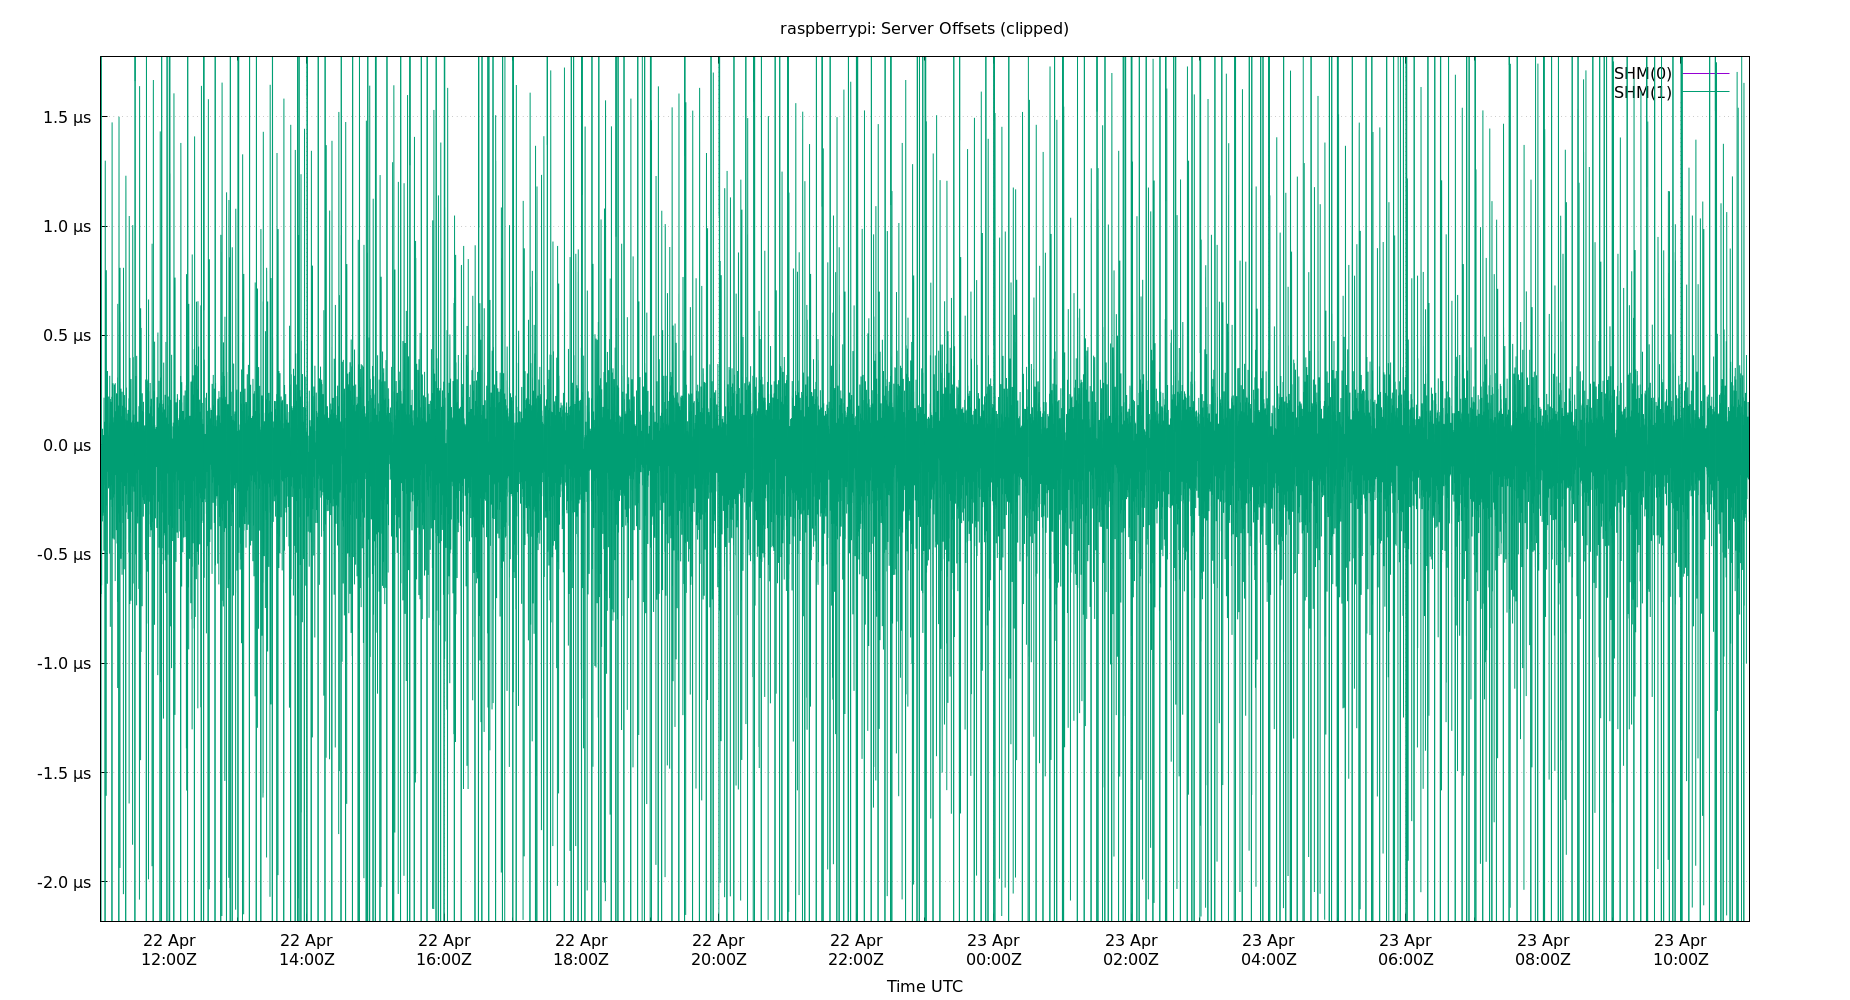 raspberrypi: Server Offsets (clipped)
SHM(0)
SHM(1)
1.5 µs
1.0 µs
0.5 µs
0.0 µs
-0.5 µs
-1.0 µs
-1.5 µs
-2.0 µs
22 Apr 22 Apr 22 Apr 22 Apr 22 Apr 22 Apr 23 Apr 23 Apr 23 Apr 23 Apr 23 Apr 23 Apr
12:00Z 14:00Z 16:00Z 18:00Z 20:00Z 22:00Z 00:00Z 02:00Z 04:00Z 06:00Z 08:00Z 10:00Z
Time UTC